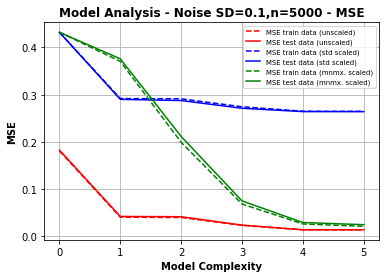 Model Analysis - Noise SD=0.1,n=5000 - MSE
MSE train data (unscaled)
MSE test data (unscaled)
MSE train data (std scaled)
MSE test data (std scaled)
MSE train data (mnmx. scaled)
MSE test data (mnmx. scaled)
MSE
0.4
0.3
0.2
0.1
0.0
0 1 2 3 4 5
Model Complexity